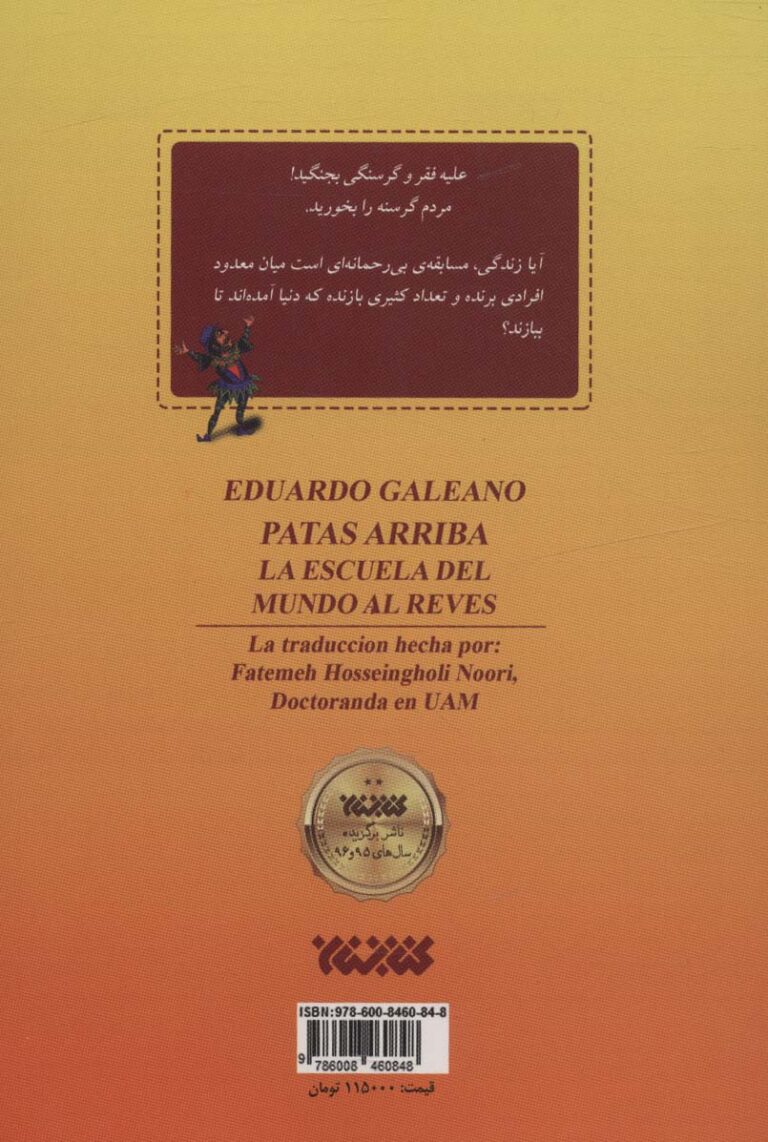 علیه فقر و گرسنگی بجنگید!
مردم گرسنه را بخورید.
آیا زندگی، مسابقه‌ی بی‌رحمانه‌ای است میان معدود
افرادی برنده و تعداد کثیری بازنده که دنیا آمده‌اند تا
ببازند؟
EDUARDO GALEANO
PATAS ARRIBA
LA ESCUELA DEL
MUNDO AL REVES
La traduccion hecha por:
Fatemeh Hosseingholi Noori,
Doctoranda en UAM
کتابستان
ناشر برگزیده
سال‌های ۹۵ و ۹۶
کتابستان
ISBN: 978-600-8460-84-8
9 786008 460848
قیمت: ۱۱۵۰۰۰ تومان